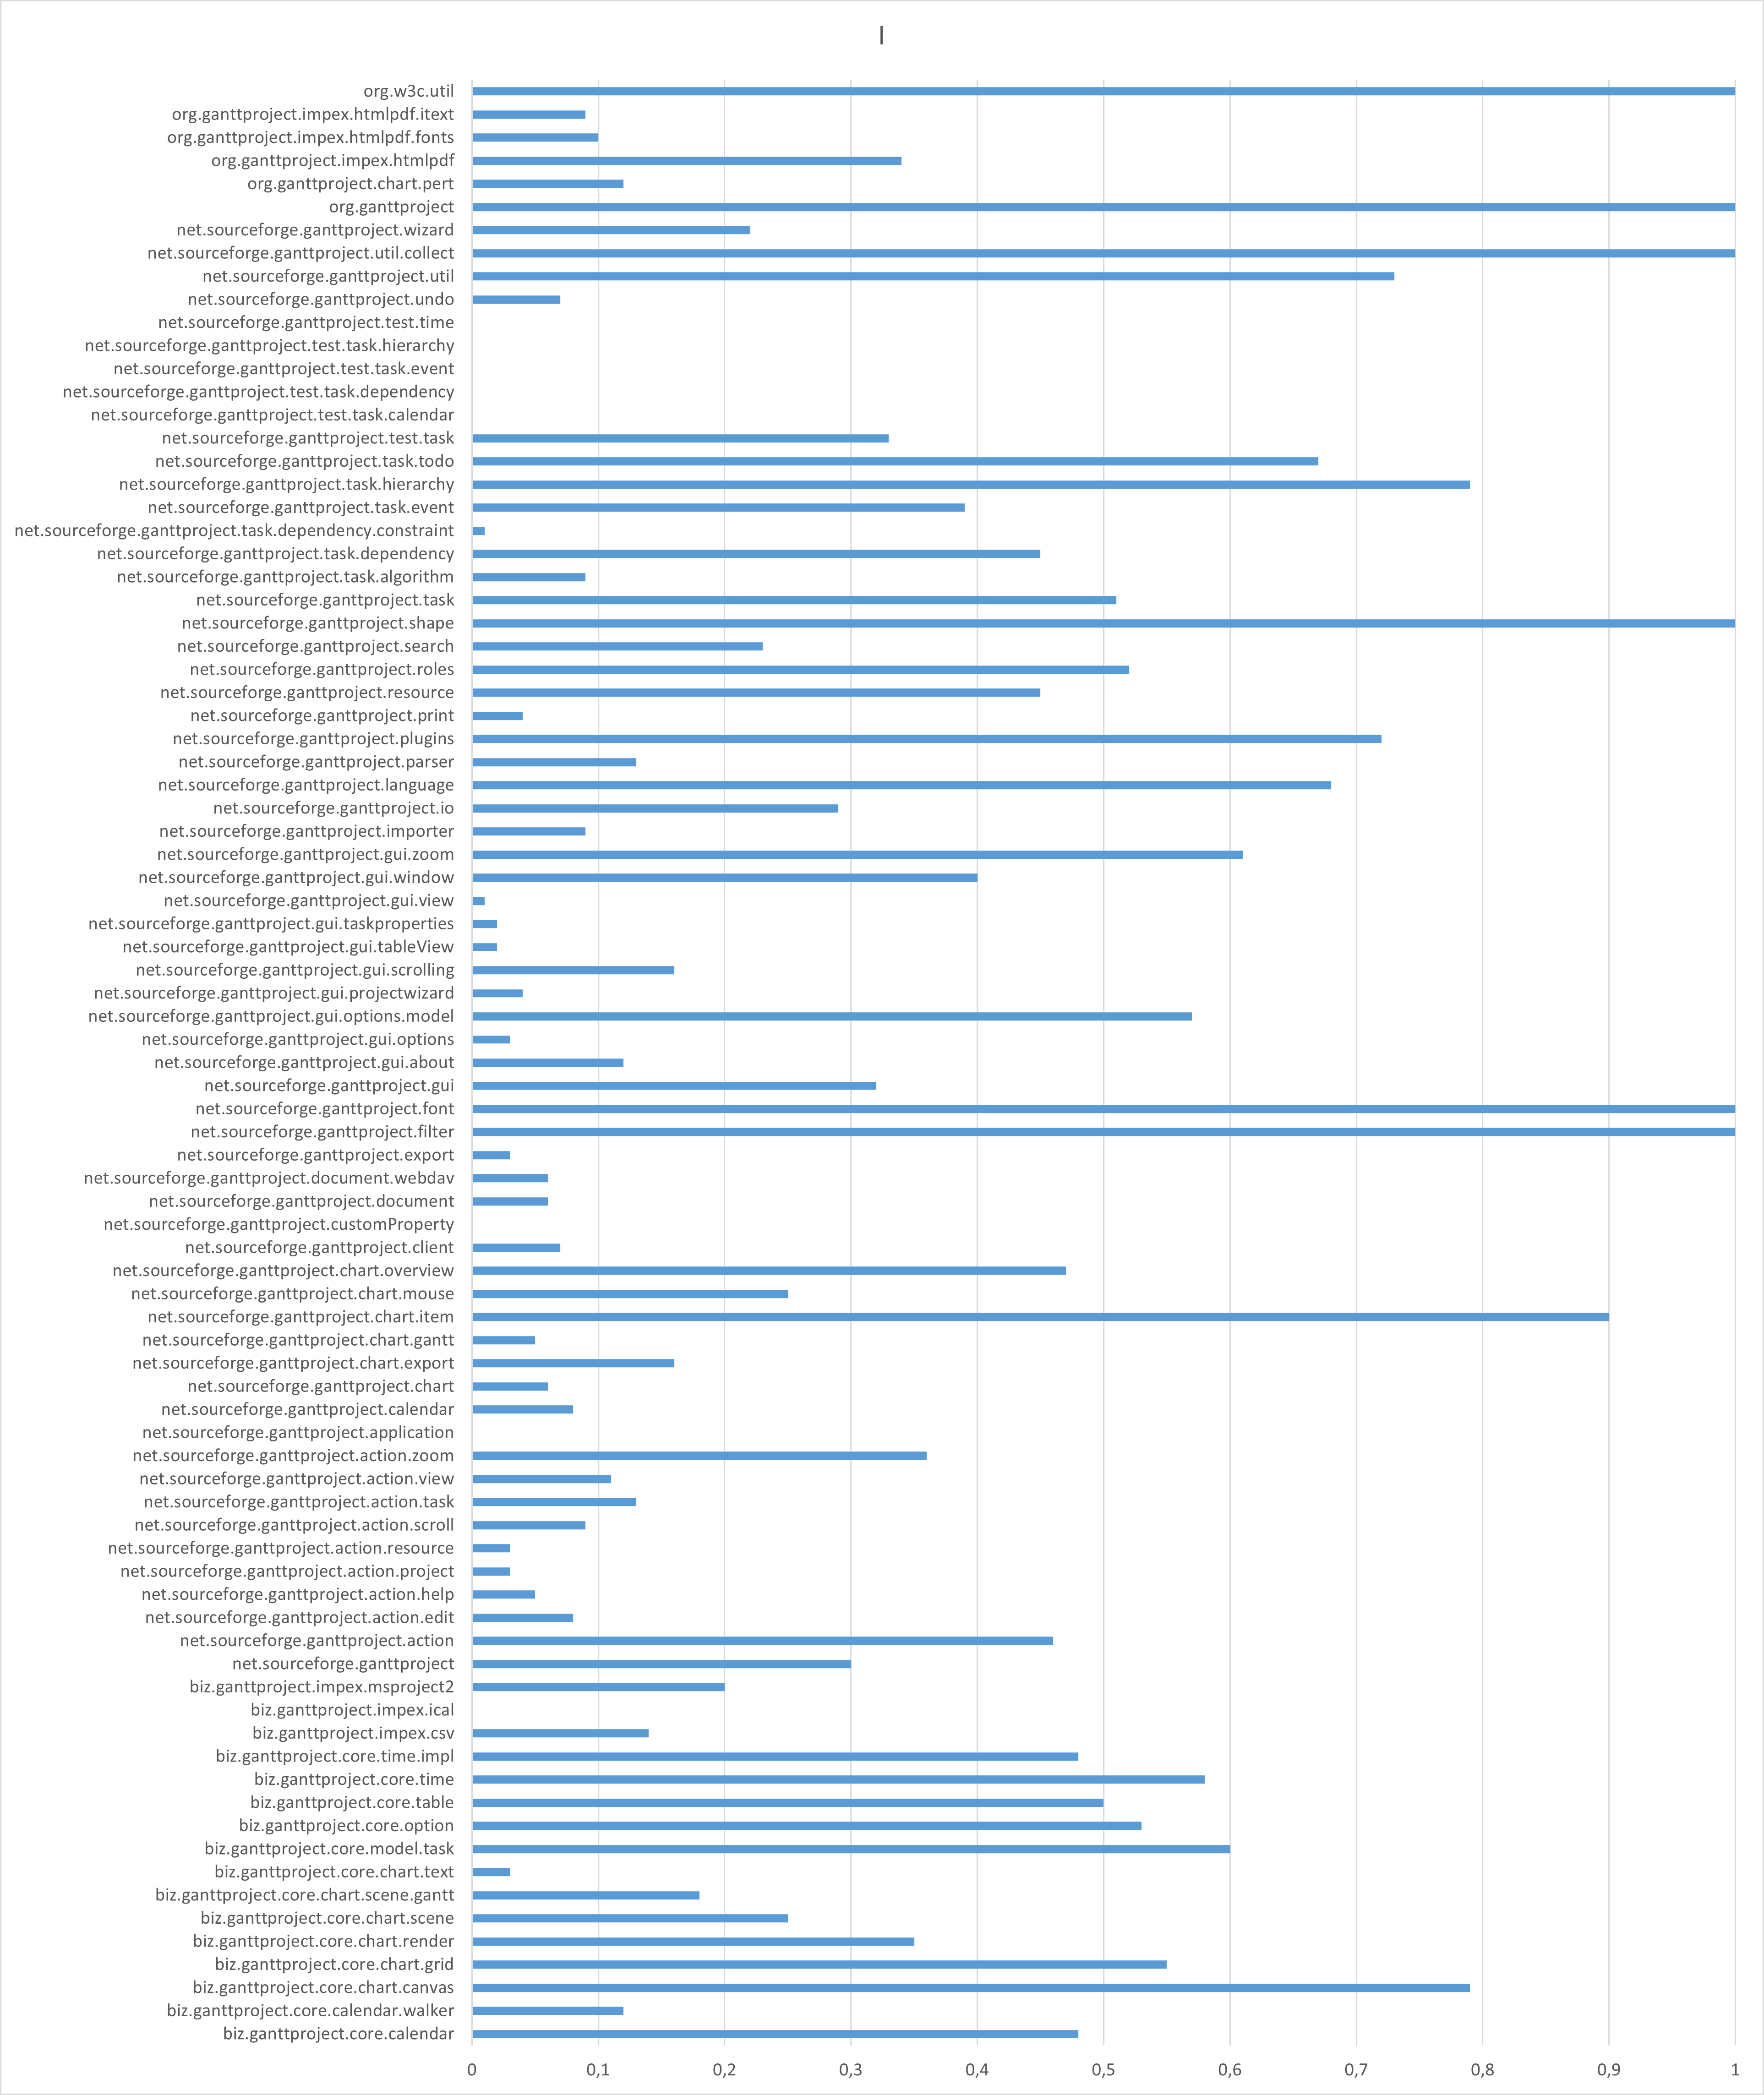 I
org.w3c.util
org.ganttproject.impex.htmlpdf.itext
org.ganttproject.impex.htmlpdf.fonts
org.ganttproject.impex.htmlpdf
org.ganttproject.chart.pert
org.ganttproject
net.sourceforge.ganttproject.wizard
net.sourceforge.ganttproject.util.collect
net.sourceforge.ganttproject.util
net.sourceforge.ganttproject.undo
net.sourceforge.ganttproject.test.time
net.sourceforge.ganttproject.test.task.hierarchy
net.sourceforge.ganttproject.test.task.event
net.sourceforge.ganttproject.test.task.dependency
net.sourceforge.ganttproject.test.task.calendar
net.sourceforge.ganttproject.test.task
net.sourceforge.ganttproject.task.todo
net.sourceforge.ganttproject.task.hierarchy
net.sourceforge.ganttproject.task.event
net.sourceforge.ganttproject.task.dependency.constraint
net.sourceforge.ganttproject.task.dependency
net.sourceforge.ganttproject.task.algorithm
net.sourceforge.ganttproject.task
net.sourceforge.ganttproject.shape
net.sourceforge.ganttproject.search
net.sourceforge.ganttproject.roles
net.sourceforge.ganttproject.resource
net.sourceforge.ganttproject.print
net.sourceforge.ganttproject.plugins
net.sourceforge.ganttproject.parser
net.sourceforge.ganttproject.language
net.sourceforge.ganttproject.io
net.sourceforge.ganttproject.importer
net.sourceforge.ganttproject.gui.zoom
net.sourceforge.ganttproject.gui.window
net.sourceforge.ganttproject.gui.view
net.sourceforge.ganttproject.gui.taskproperties
net.sourceforge.ganttproject.gui.tableView
net.sourceforge.ganttproject.gui.scrolling
net.sourceforge.ganttproject.gui.projectwizard
net.sourceforge.ganttproject.gui.options.model
net.sourceforge.ganttproject.gui.options
net.sourceforge.ganttproject.gui.about
net.sourceforge.ganttproject.gui
net.sourceforge.ganttproject.font
net.sourceforge.ganttproject.filter
net.sourceforge.ganttproject.export
net.sourceforge.ganttproject.document.webdav
net.sourceforge.ganttproject.document
net.sourceforge.ganttproject.customProperty
net.sourceforge.ganttproject.client
net.sourceforge.ganttproject.chart.overview
net.sourceforge.ganttproject.chart.mouse
net.sourceforge.ganttproject.chart.item
net.sourceforge.ganttproject.chart.gantt
net.sourceforge.ganttproject.chart.export
net.sourceforge.ganttproject.chart
net.sourceforge.ganttproject.calendar
net.sourceforge.ganttproject.application
net.sourceforge.ganttproject.action.zoom
net.sourceforge.ganttproject.action.view
net.sourceforge.ganttproject.action.task
net.sourceforge.ganttproject.action.scroll
net.sourceforge.ganttproject.action.resource
net.sourceforge.ganttproject.action.project
net.sourceforge.ganttproject.action.help
net.sourceforge.ganttproject.action.edit
net.sourceforge.ganttproject.action
net.sourceforge.ganttproject
biz.ganttproject.impex.msproject2
biz.ganttproject.impex.ical
biz.ganttproject.impex.csv
biz.ganttproject.core.time.impl
biz.ganttproject.core.time
biz.ganttproject.core.table
biz.ganttproject.core.option
biz.ganttproject.core.model.task
biz.ganttproject.core.chart.text
biz.ganttproject.core.chart.scene.gantt
biz.ganttproject.core.chart.scene
biz.ganttproject.core.chart.render
biz.ganttproject.core.chart.grid
biz.ganttproject.core.chart.canvas
biz.ganttproject.core.calendar.walker
biz.ganttproject.core.calendar
0 0,1 0,2 0,3 0,4 0,5 0,6 0,7 0,8 0,9 1